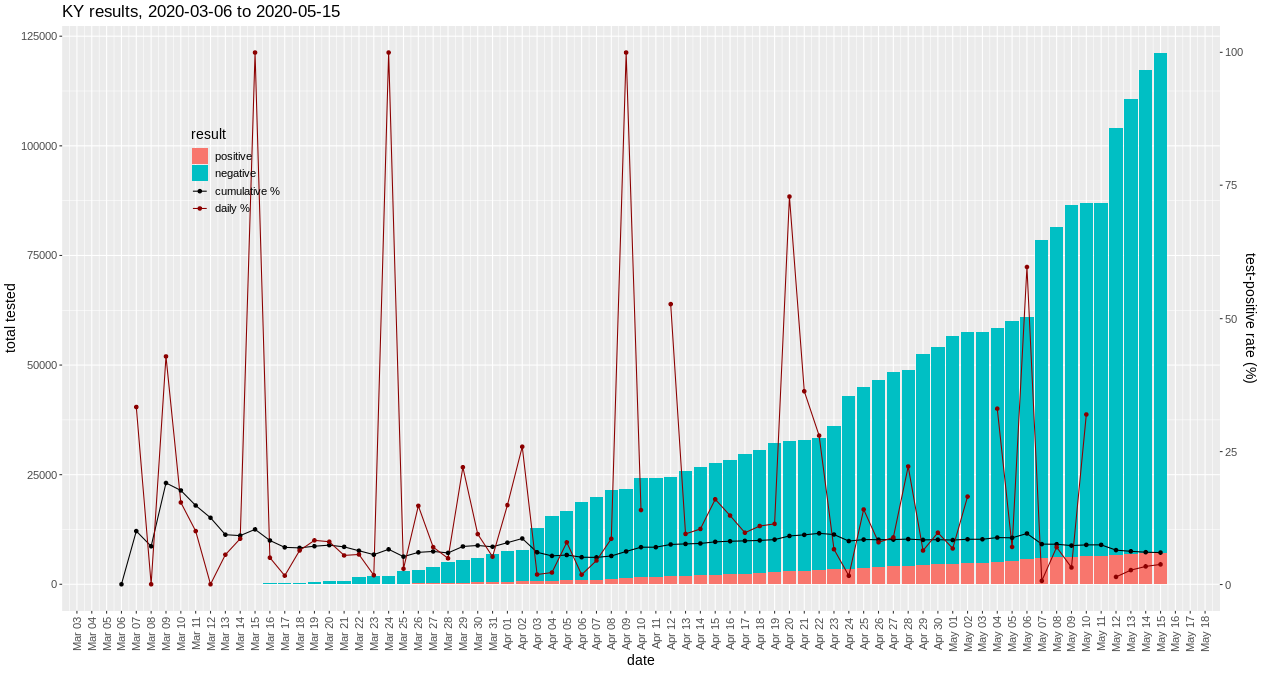 KY results, 2020-03-06 to 2020-05-15
125000
100000
75000
50000
25000
0
total tested
result
positive
negative
cumulative %
daily %
100
75
50
25
0
test-positive rate (%)
Mar 03
Mar 04
Mar 05
Mar 06
Mar 07
Mar 08
Mar 09
Mar 10
Mar 11
Mar 12
Mar 13
Mar 14
Mar 15
Mar 16
Mar 17
Mar 18
Mar 19
Mar 20
Mar 21
Mar 22
Mar 23
Mar 24
Mar 25
Mar 26
Mar 27
Mar 28
Mar 29
Mar 30
Mar 31
Apr 01
Apr 02
Apr 03
Apr 04
Apr 05
Apr 06
Apr 07
Apr 08
Apr 09
Apr 10
Apr 11
Apr 12
Apr 13
Apr 14
Apr 15
Apr 16
Apr 17
Apr 18
Apr 19
Apr 20
Apr 21
Apr 22
Apr 23
Apr 24
Apr 25
Apr 26
Apr 27
Apr 28
Apr 29
Apr 30
May 01
May 02
May 03
May 04
May 05
May 06
May 07
May 08
May 09
May 10
May 11
May 12
May 13
May 14
May 15
May 16
May 17
May 18
date